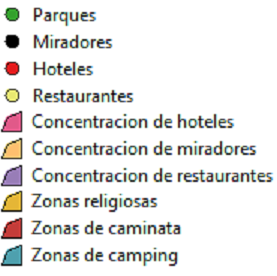 Parques
Miradores
Hoteles
Restaurantes
Concentracion de hoteles
Concentracion de miradores
Concentracion de restaurantes
Zonas religiosas
Zonas de caminata
Zonas de camping